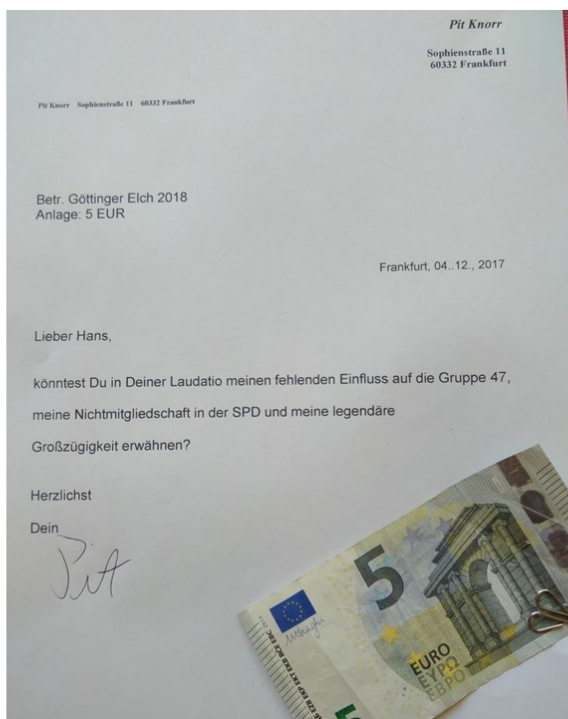 Pit Knorr
Sophienstraße 11
60332 Frankfurt
Pit Knorr Sophienstraße 11 60332 Frankfurt
Betr. Göttinger Elch 2018
Anlage: 5 EUR
Frankfurt, 04..12., 2017
Lieber Hans,
könntest Du in Deiner Laudatio meinen fehlenden Einfluss auf die Gruppe 47,
meine Nichtmitgliedschaft in der SPD und meine legendäre
Großzügigkeit erwähnen?
Herzlichst
Dein
Pit
5
EURO
ΕΥΡΩ
ЕВРО